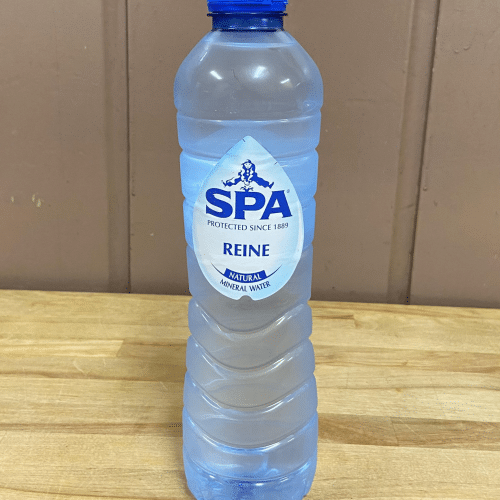 SPA
PROTECTED SINCE 1889
REINE
NATURAL
MINERAL WATER